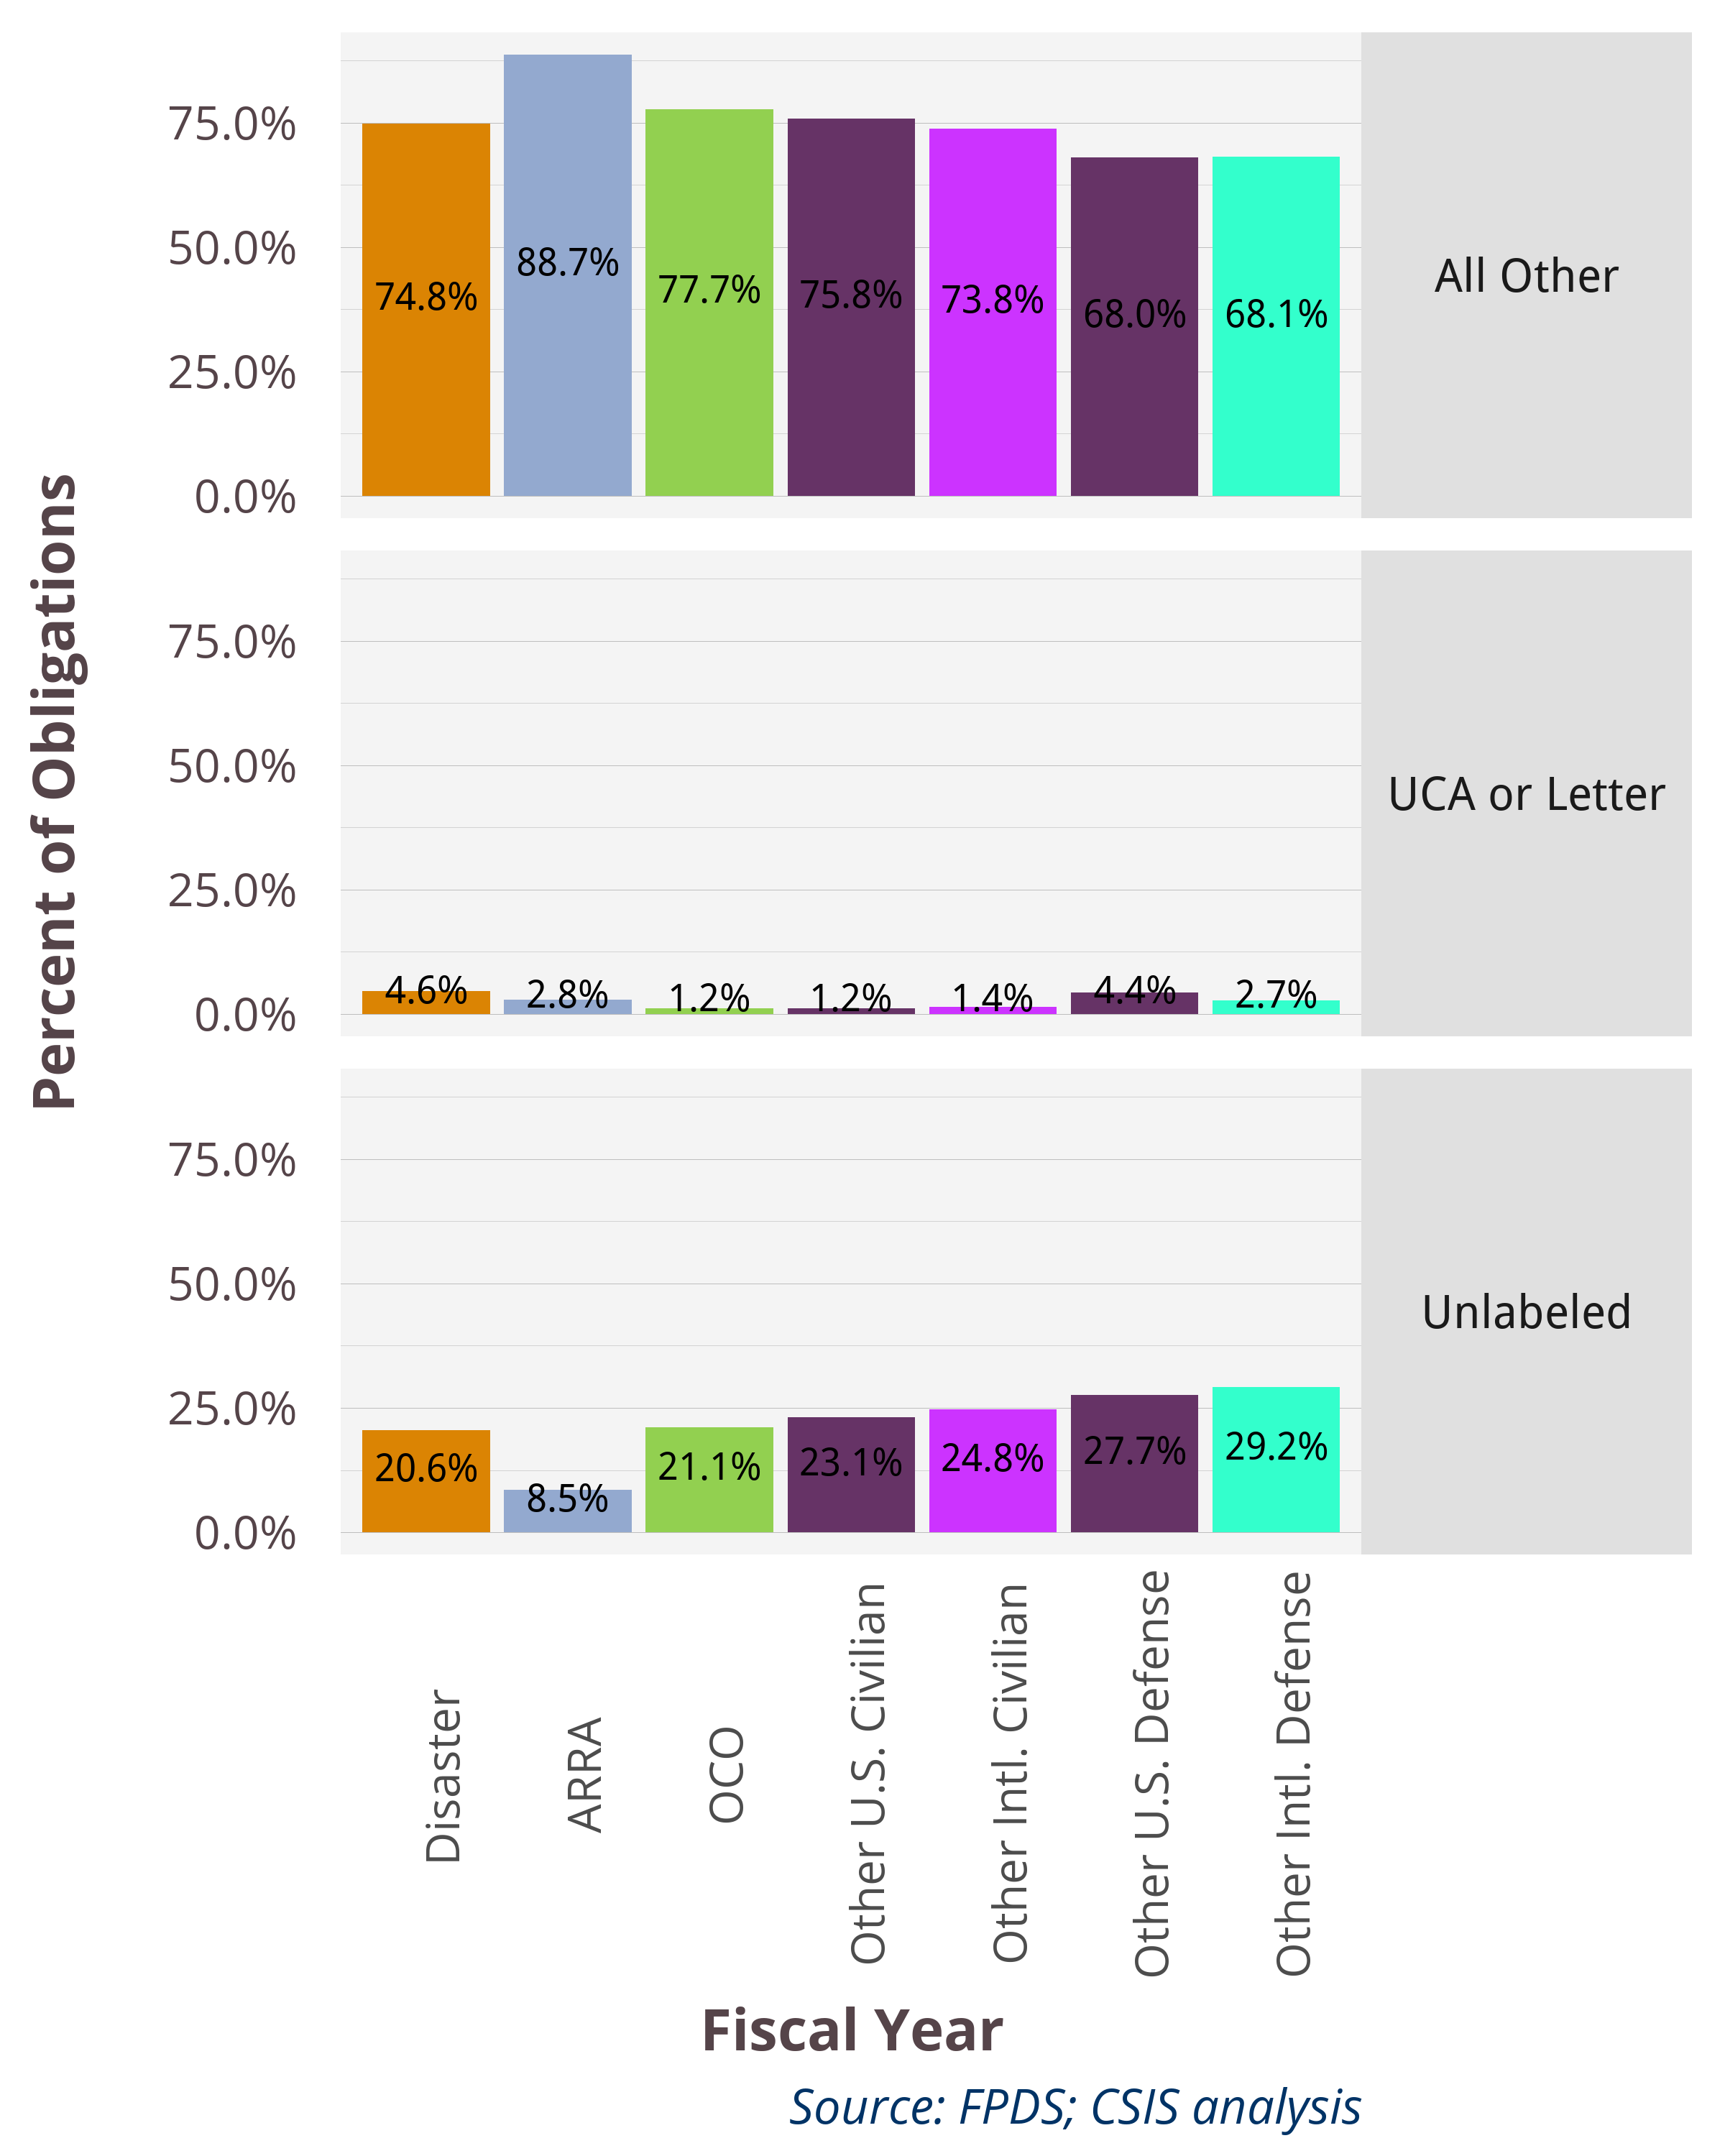 Percent of Obligations
75.0%
50.0%
25.0%
0.0%
74.8%
88.7%
77.7%
75.8%
73.8%
68.0%
68.1%
All Other
75.0%
50.0%
25.0%
0.0%
4.6%
2.8%
1.2%
1.2%
1.4%
4.4%
2.7%
UCA or Letter
75.0%
50.0%
25.0%
0.0%
20.6%
8.5%
21.1%
23.1%
24.8%
27.7%
29.2%
Unlabeled
Disaster
ARRA
OCO
Other U.S. Civilian
Other Intl. Civilian
Other U.S. Defense
Other Intl. Defense
Fiscal Year
Source: FPDS; CSIS analysis